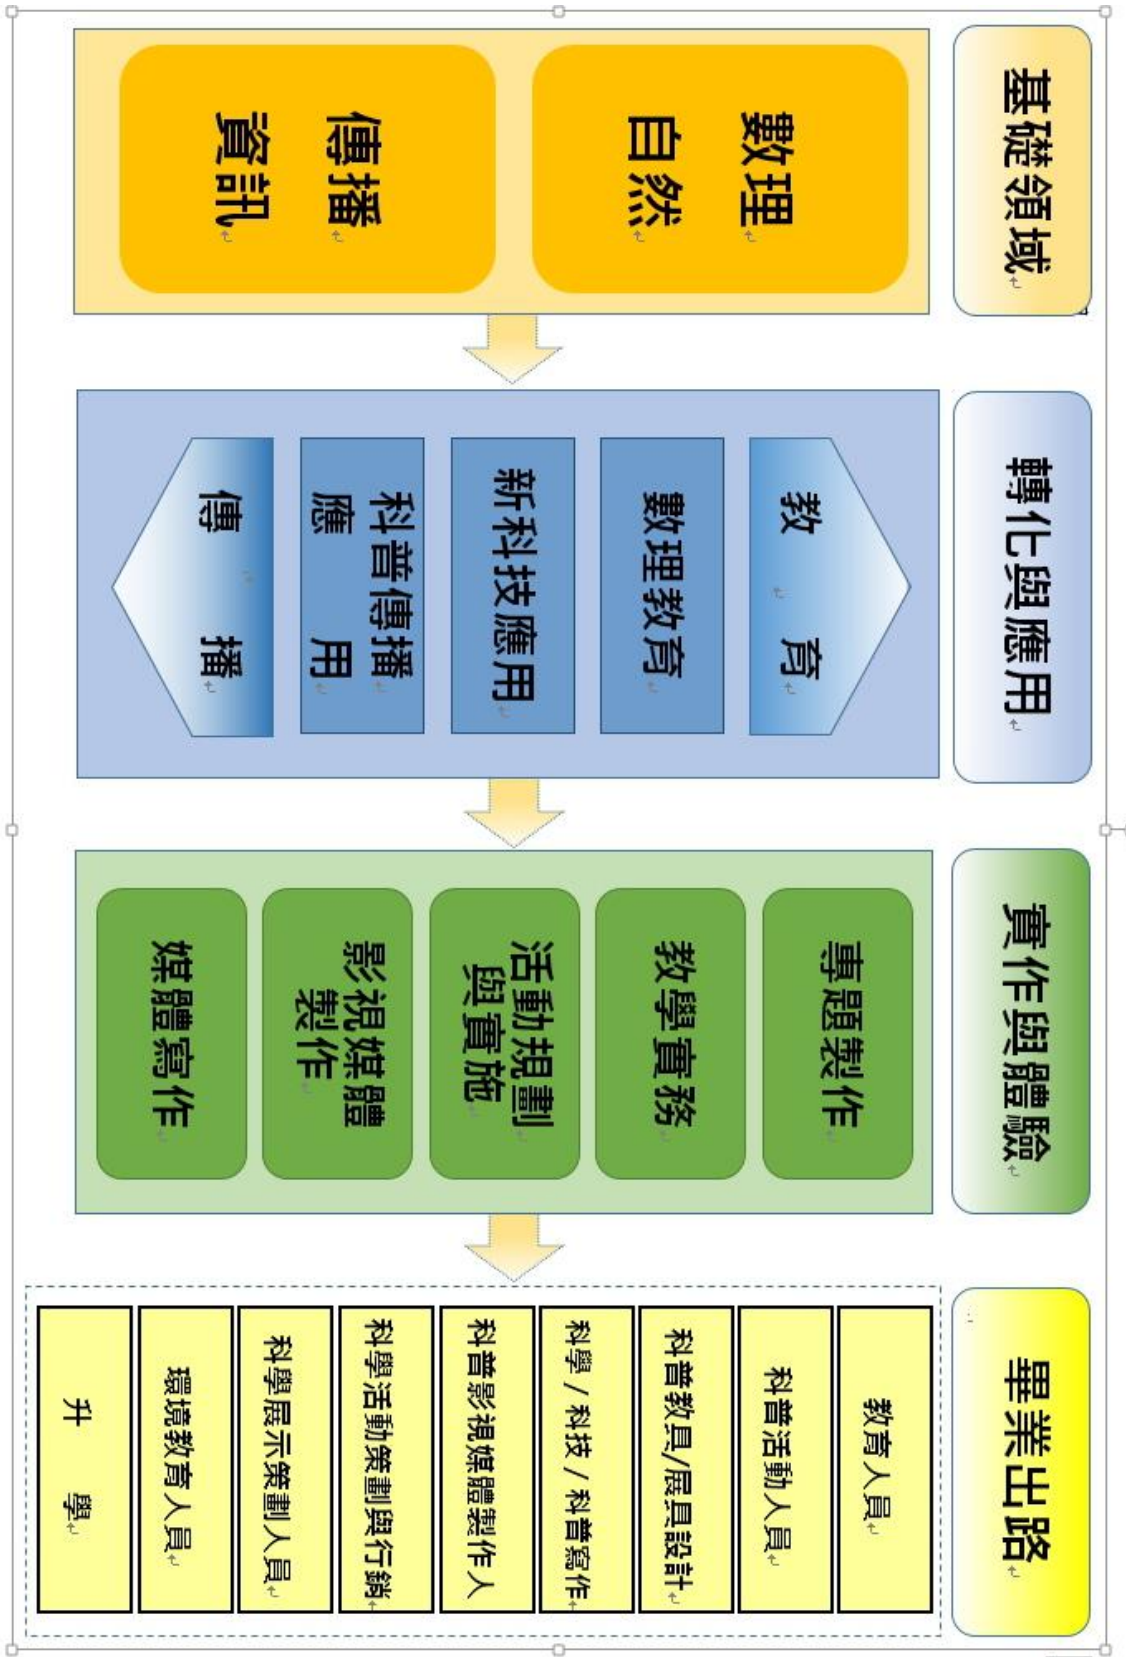 基礎領域
數理
自然
傳播
資訊
轉化與應用
教 育
數理教育
新科技應用
科普傳播
應 用
傳 播
實作與體驗
專題製作
教學實務
活動規劃
與實施
影視媒體
製作
媒體寫作
畢業出路
教育人員
科普活動人員
科普教具/展具設計
科學 / 科技 / 科普寫作
科普影視媒體製作人
科學活動策劃與行銷
科學展示策劃人員
環境教育人員
升 學